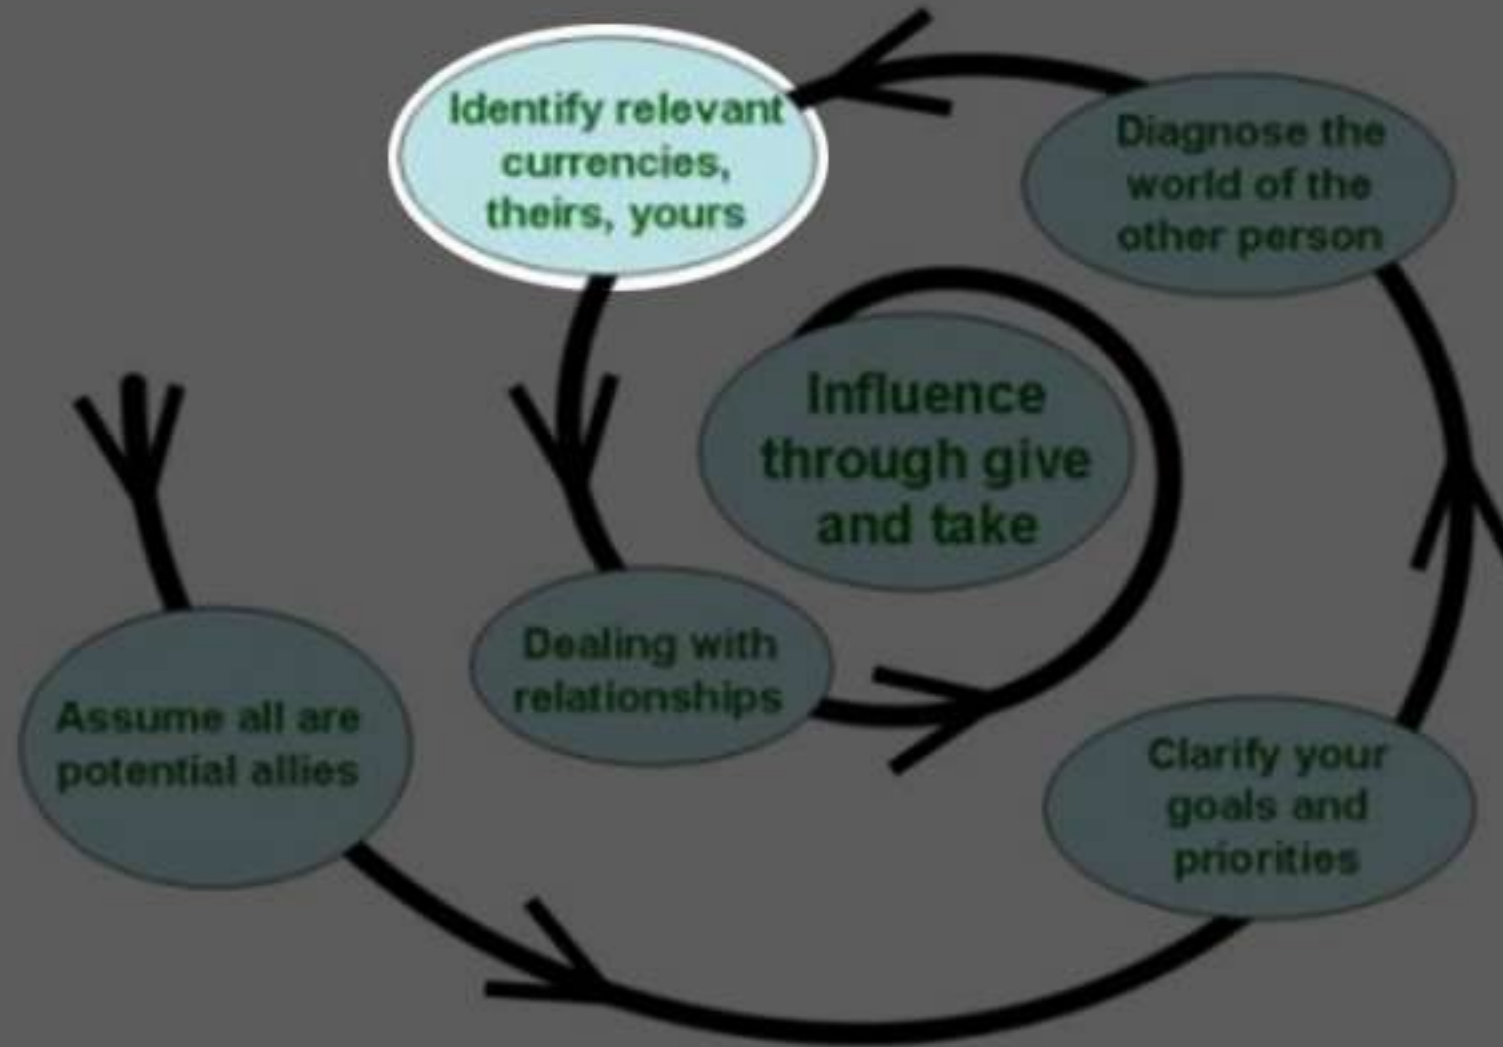 Identify relevant
currencies,
theirs, yours
Diagnose the
world of the
other person
Influence
through give
and take
Dealing with
relationships
Assume all are
potential allies
Clarify your
goals and
priorities